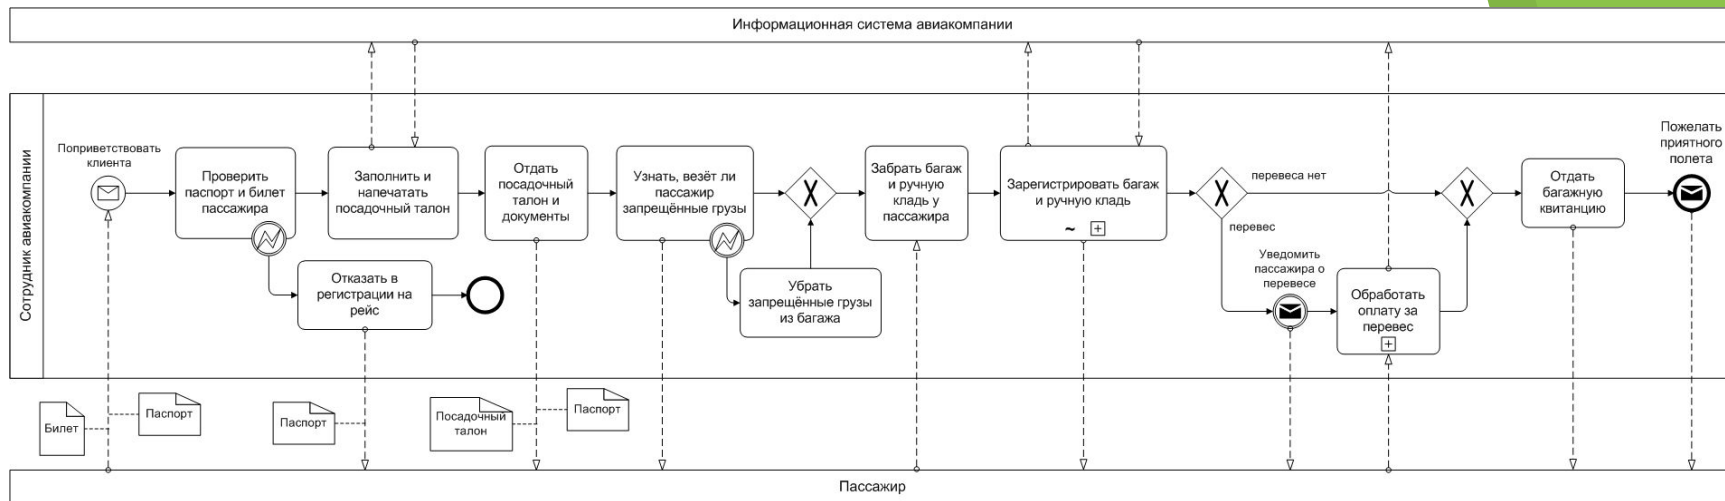 Информационная система авиакомпании
Сотрудник авиакомпании
Поприветствовать
клиента
Проверить
паспорт и билет
пассажира
Отказать в
регистрации на
рейс
Заполнить и
напечатать
посадочный талон
Отдать
посадочный
талон и
документы
Узнать, везёт ли
пассажир
запрещённые грузы
Убрать
запрещённые грузы
из багажа
Забрать багаж
и ручную
кладь у
пассажира
Зарегистрировать багаж
и ручную кладь
перевеса нет
перевес
Уведомить
пассажира о
перевесе
Обработать
оплату за
перевес
Отдать
багажную
квитанцию
Пожелать
приятного
полета
Билет
Паспорт
Паспорт
Посадочный
талон
Паспорт
Пассажир